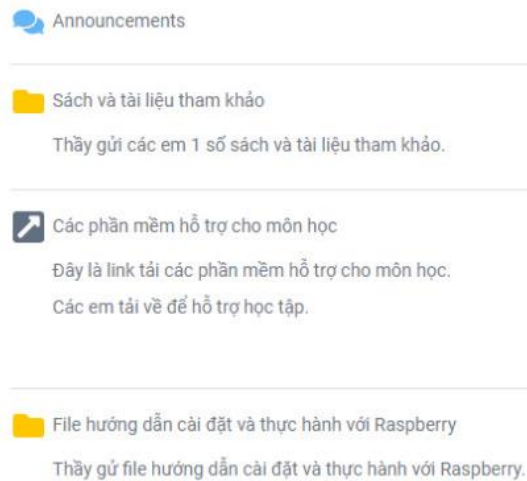 Announcements
Sách và tài liệu tham khảo
Thầy gửi các em 1 số sách và tài liệu tham khảo.
Các phần mềm hỗ trợ cho môn học
Đây là link tải các phần mềm hỗ trợ cho môn học.
Các em tải về để hỗ trợ học tập.
File hướng dẫn cài đặt và thực hành với Raspberry
Thầy gử file hướng dẫn cài đặt và thực hành với Raspberry.